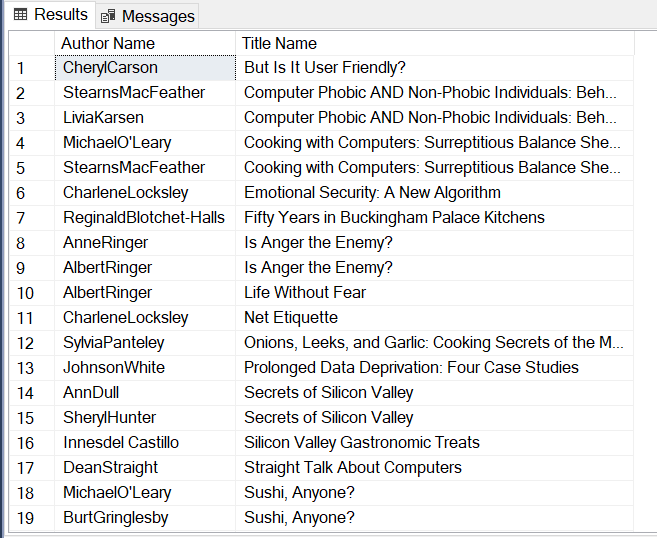 Results Messages
Author Name Title Name
1 CherylCarson But Is It User Friendly?
2 StearnsMacFeather Computer Phobic AND Non-Phobic Individuals: Beh...
3 LiviaKarsen Computer Phobic AND Non-Phobic Individuals: Beh...
4 MichaelO'Leary Cooking with Computers: Surreptitious Balance She...
5 StearnsMacFeather Cooking with Computers: Surreptitious Balance She...
6 CharleneLocksley Emotional Security: A New Algorithm
7 ReginaldBlotchet-Halls Fifty Years in Buckingham Palace Kitchens
8 AnneRinger Is Anger the Enemy?
9 AlbertRinger Is Anger the Enemy?
10 AlbertRinger Life Without Fear
11 CharleneLocksley Net Etiquette
12 SylviaPanteley Onions, Leeks, and Garlic: Cooking Secrets of the M...
13 JohnsonWhite Prolonged Data Deprivation: Four Case Studies
14 AnnDull Secrets of Silicon Valley
15 SherylHunter Secrets of Silicon Valley
16 Innesdel Castillo Silicon Valley Gastronomic Treats
17 DeanStraight Straight Talk About Computers
18 MichaelO'Leary Sushi, Anyone?
19 BurtGringlesby Sushi, Anyone?